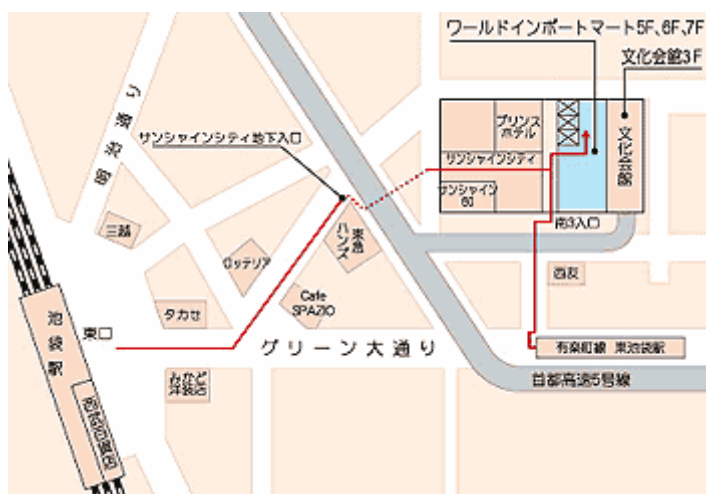 ワールドインポートマート5F、6F、7F
文化会館3F
明治通り
サンシャインシティ地下入口
プリンス
ホテル
サンシャインシティ
サンシャイン
60
文化会館
南3入口
三越
ロッテリア
東急
ハンズ
西友
タカセ
Cafe
SPAZIO
池袋駅
東口
グリーン大通り
有楽町線 東池袋駅
首都高速5号線
みかど
洋装店